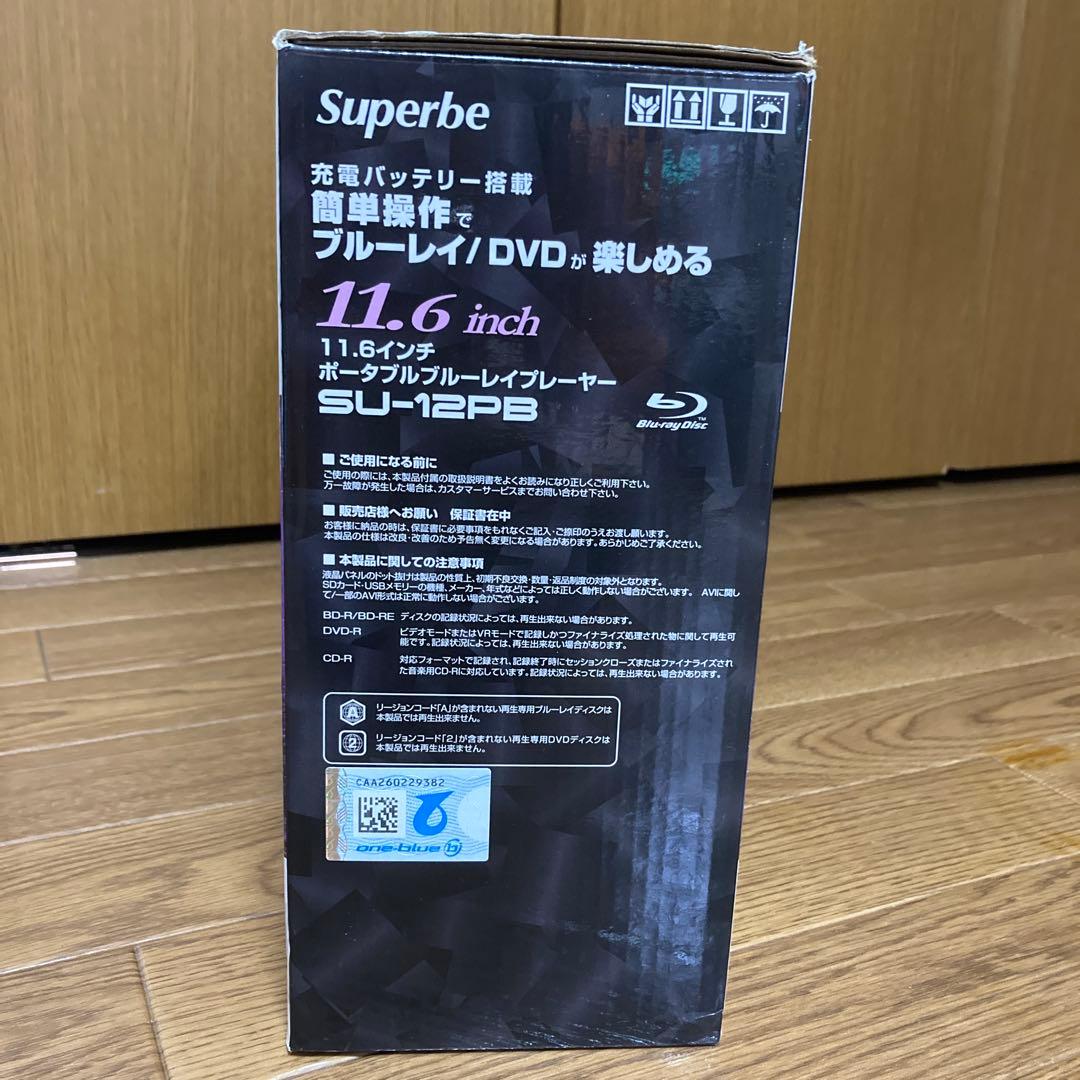 Superbe
充電バッテリー搭載
簡単操作で
ブルーレイ/DVDが楽しめる
11.6 inch
11.6インチ
ポータブルブルーレイプレーヤー
SU-12PB
Blu-ray Disc
TM
■ ご使用になる前に
ご使用の際には、本製品付属の取扱説明書をよくお読みになり正しくご利用下さい。
万一故障が発生した場合は、カスタマーサービスまでお問い合わせ下さい。
■ 販売店様へお願い 保証書在中
お客様に納品の時は、保証書に必要事項をもれなくご記入・ご捺印のうえお渡し願います。
本製品の仕様は改良・改善のため予告無く変更になる場合があります。あらかじめご了承ください。
■ 本製品に関しての注意事項
液晶パネルのドット抜けは製品の性質上、初期不良交換・数量・返品制度の対象外となります。
SDカード・USBメモリーの機種、メーカー、年式などによっては正しく動作しない場合がございます。 AVIに関し
て/一部のAVI形式は正常に動作しない場合がございます。
BD-R/BD-RE ディスクの記録状況によっては、再生出来ない場合があります。
DVD-R ビデオモードまたはVRモードで記録しかつファイナライズ処理された物に関して再生可
能です。記録状況によっては、再生出来ない場合があります。
CD-R 対応フォーマットで記録され、記録終了時にセッションクローズまたはファイナライズされ
た音楽用CD-Rに対応しています。記録状況によっては、再生出来ない場合があります。
A
リージョンコード「A」が含まれない再生専用ブルーレイディスクは
本製品では再生出来ません。
2
リージョンコード「2」が含まれない再生専用DVDディスクは
本製品では再生出来ません。
CAA260229382
one-blue